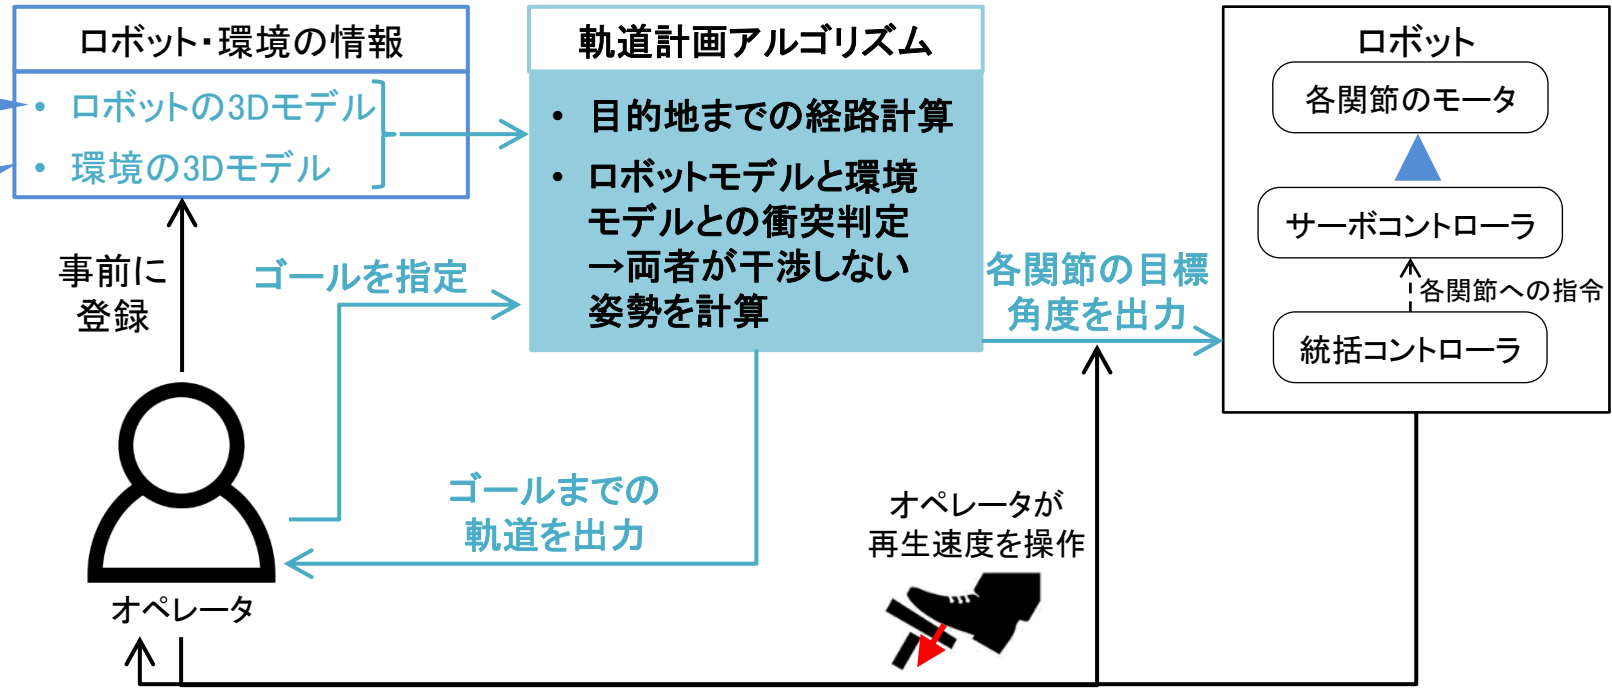 ロボット・環境の情報
• ロボットの3Dモデル
• 環境の3Dモデル
軌道計画アルゴリズム
• 目的地までの経路計算
• ロボットモデルと環境
モデルとの衝突判定
→両者が干渉しない
姿勢を計算
ロボット
各関節のモータ
サーボコントローラ
各関節への指令
統括コントローラ
事前に
登録
ゴールを指定
各関節の目標
角度を出力
ゴールまでの
軌道を出力
オペレータが
再生速度を操作
オペレータ